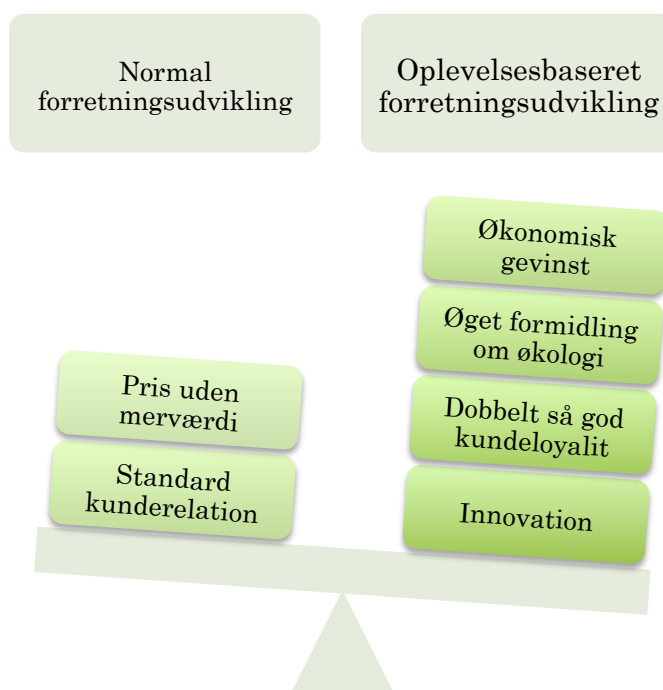 Normal
forretningsudvikling
Oplevelsesbaseret
forretningsudvikling
Pris uden
merværdi
Standard
kunderelation
Økonomisk
gevinst
Øget formidling
om økologi
Dobbelt så god
kundeloyalit
Innovation